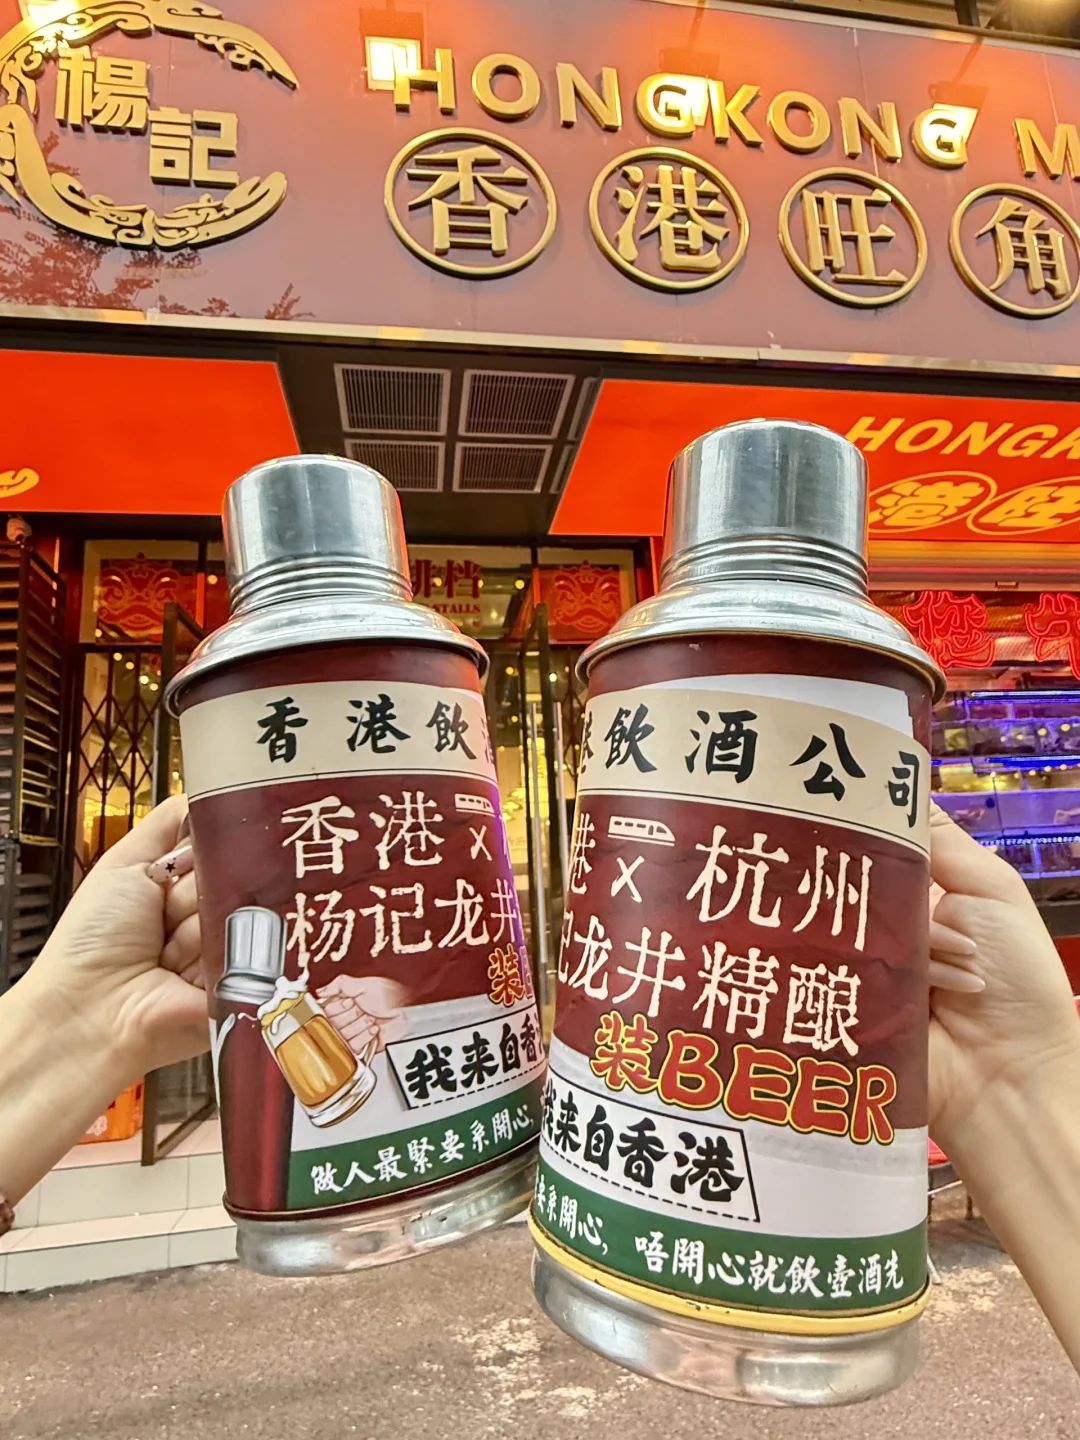 楊記
HONGKONG M
香港旺角
HONGK
港旺
排档
STALLS
香港飲
香港 x
杨记龙井
装
我来自香
做人最緊要系開心,
飲酒公司
港 x 杭州
记龙井精酿
装BEER
我来自香港
要系開心, 唔開心就飲壺酒先